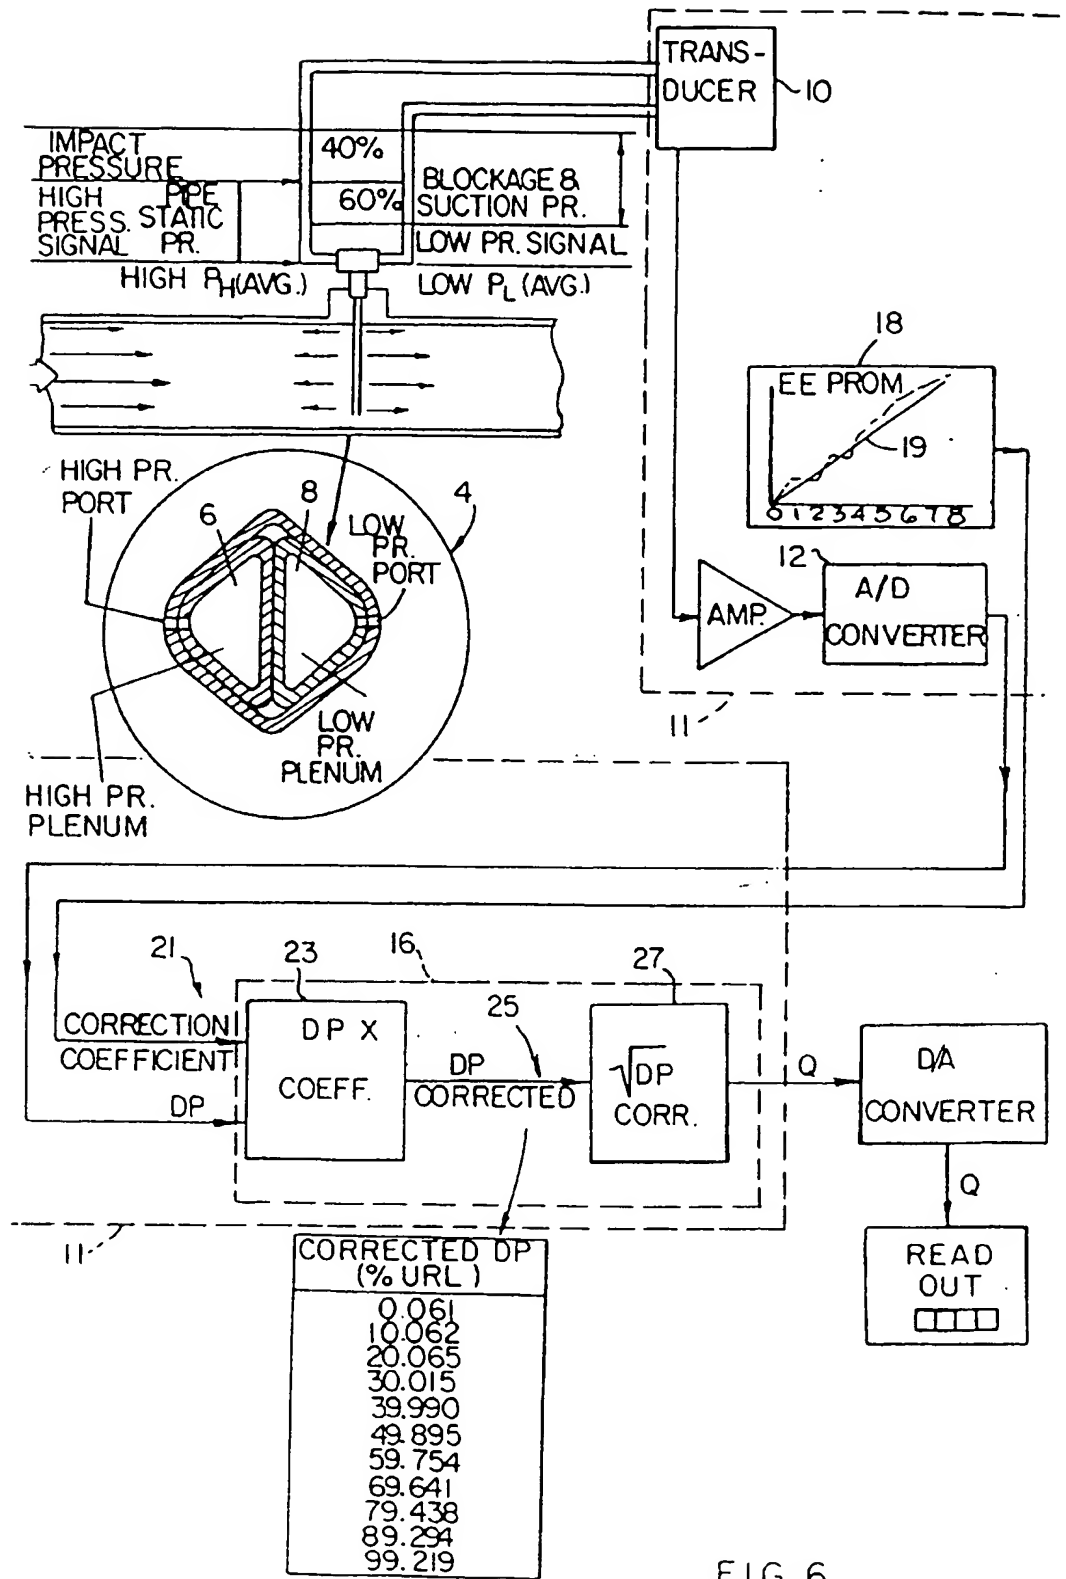 TRANS-
DUCER
10
IMPACT
PRESSURE
40%
HIGH
PRESS.
SIGNAL
PIPE
STATIC
PR.
60%
BLOCKAGE &
SUCTION PR.
LOW PR. SIGNAL
HIGH PH (AVG.)
LOW PL (AVG.)
18
EE PROM
19
0 1 2 3 4 5 6 7 8
HIGH PR.
PORT
6
8
LOW
PR.
PORT
4
12
A/D
CONVERTER
AMP.
11
LOW
PR.
PLENUM
HIGH PR.
PLENUM
21
23
16
25
27
CORRECTION
COEFFICIENT
DP
DP X
COEFF.
DP
CORRECTED
√DP
CORR.
Q
D/A
CONVERTER
Q
READ
OUT
11
CORRECTED DP
(% URL)
0.061
10.062
20.065
30.015
39.990
49.895
59.754
69.641
79.438
89.294
99.219
FIG. 6